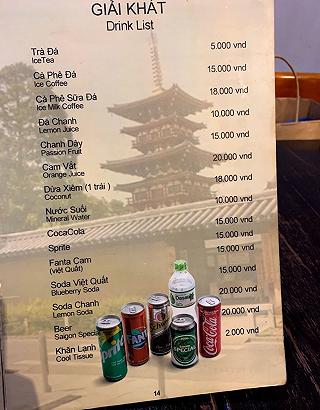 GIẢI KHÁT
Drink List
Trà Đá 5.000 vnd
IceTea
Cà Phê Đá 15.000 vnd
Ice Coffee
Cà Phê Sữa Đá 18.000 vnd
Ice Milk Coffee
Đá Chanh 10.000 vnd
Lemon Juice
Chanh Dây 15.000 vnd
Passion Fruit
Cam Vắt 20.000 vnd
Orange Juice
Dừa Xiêm (1 trái) 18.000 vnd
Coconut
Nước Suối 10.000 vnd
Mineral Water
CocaCola 15.000 vnd
Sprite 15.000 vnd
Fanta Cam 15.000 vnd
(việt Quất)
Soda Việt Quất 15.000 vnd
Blueberry Soda
Soda Chanh 20.000 vnd
Lemon Soda
Beer 20.000 vnd
Saigon Special
Khăn Lạnh 2.000 vnd
Cool Tissue
Sprite
FANTA
SPECIAL
Coca-Cola
14